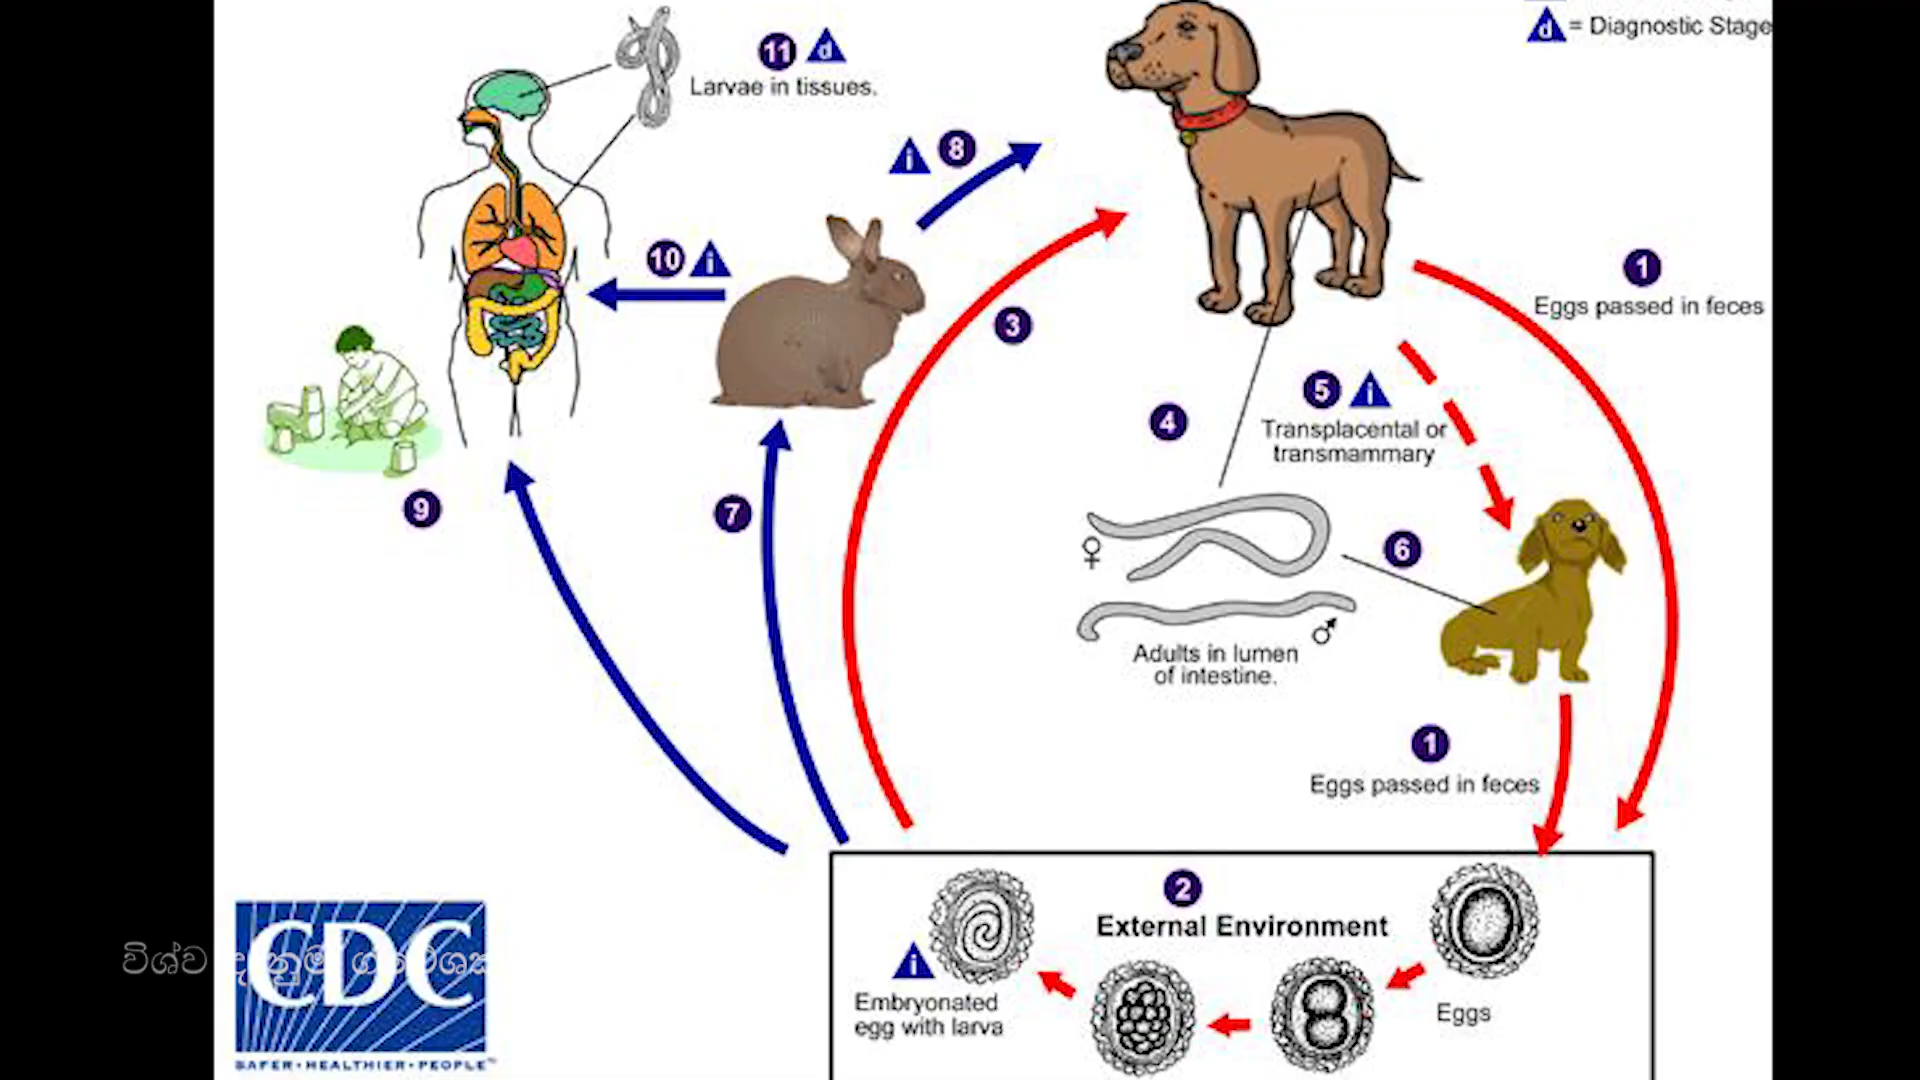 d = Diagnostic Stage
11 d
Larvae in tissues.
i 8
10 i
1
Eggs passed in feces
3
5 i
Transplacental or
transmammary
4
9
7
6
♀
♂
Adults in lumen
of intestine.
1
Eggs passed in feces
2
External Environment
i
Embryonated
egg with larva
Eggs
CDC
SAFER•HEALTHIER•PEOPLE™
විශ්ව